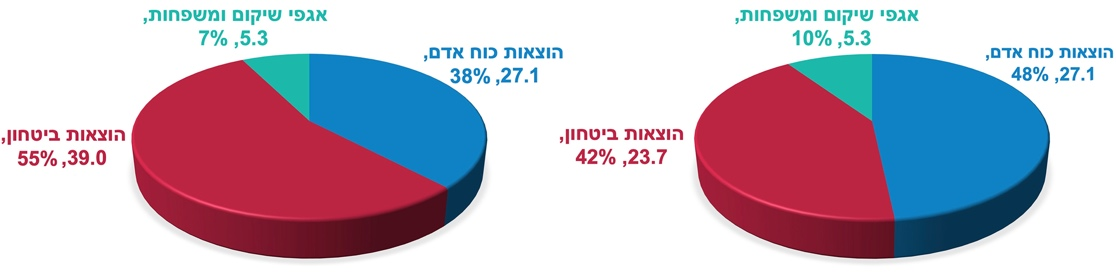 אגפי שיקום ומשפחות,
5.3, 10%
הוצאות כוח אדם,
27.1, 48%
הוצאות ביטחון,
23.7, 42%
אגפי שיקום ומשפחות,
5.3, 7%
הוצאות כוח אדם,
27.1, 38%
הוצאות ביטחון,
39.0, 55%